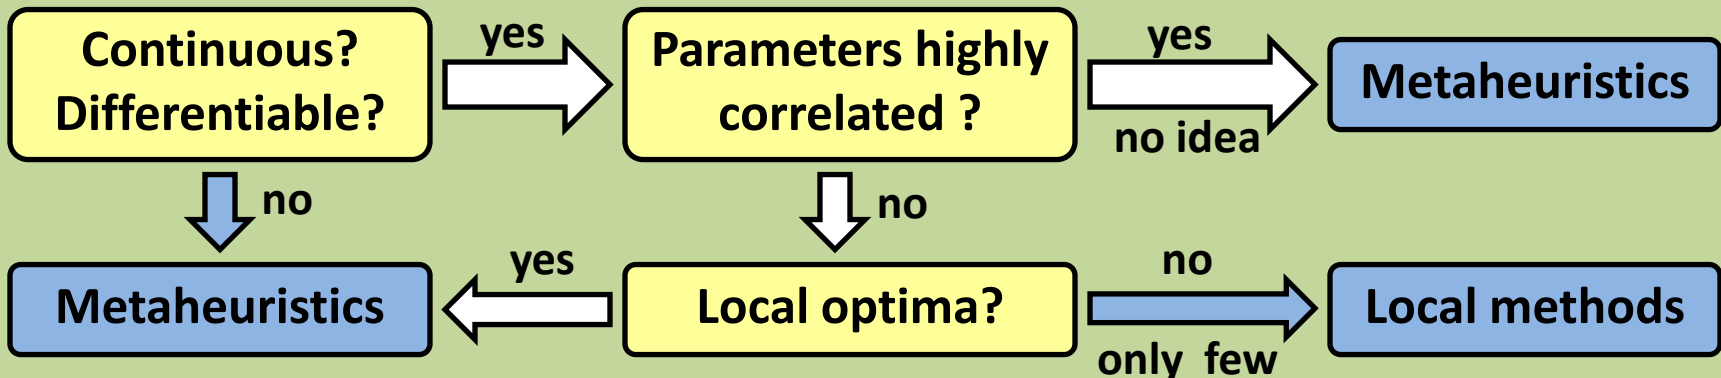 Continuous?
Differentiable?
yes
Parameters highly
correlated ?
yes
no idea
Metaheuristics
no
no
Metaheuristics
yes
Local optima?
no
only few
Local methods